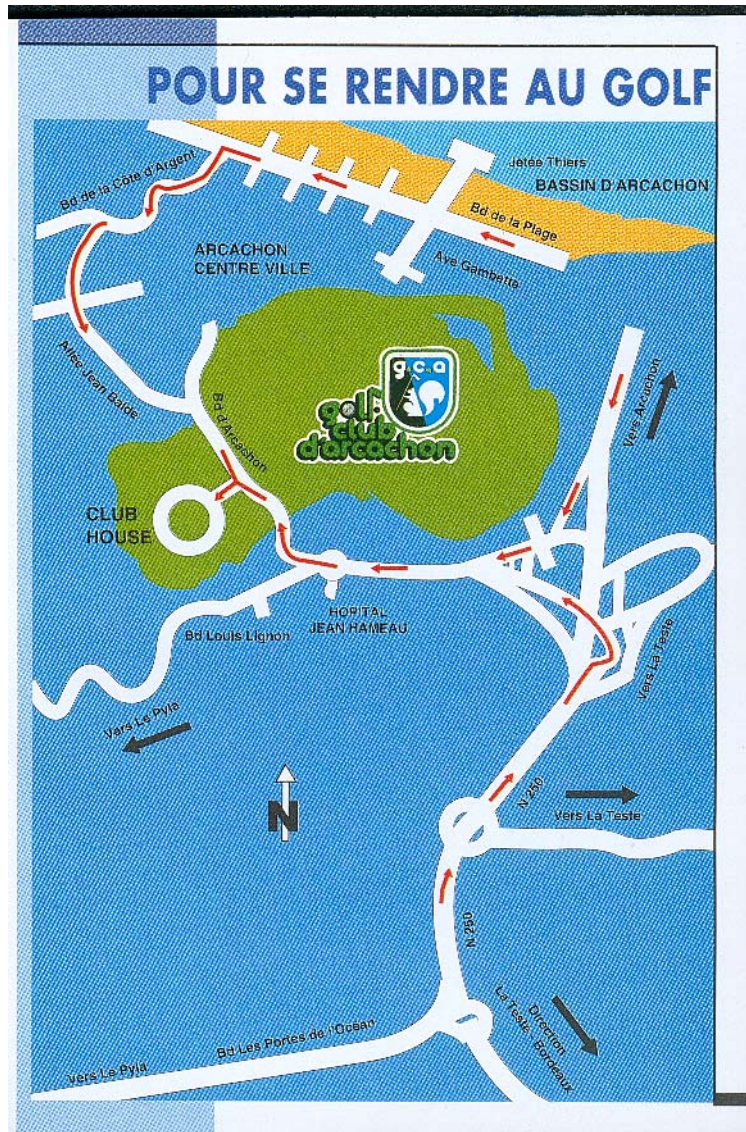 POUR SE RENDRE AU GOLF
Jetée Thiers
BASSIN D'ARCACHON
Bd de la Côte d'Argent
Bd de la Plage
ARCACHON
CENTRE VILLE
Ave Gambetta
Allée Jean Balde
Bd d'Arcachon
g.c.a
golf
club
d'arcachon
Vers Arcachon
CLUB
HOUSE
HOPITAL
JEAN HAMEAU
Bd Louis Lignon
Vers La Teste
Vers Le Pyla
N
N 250
Vers La Teste
N 250
Direction
La Teste - Bordeaux
Bd Les Portes de l'Océan
Vers Le Pyla